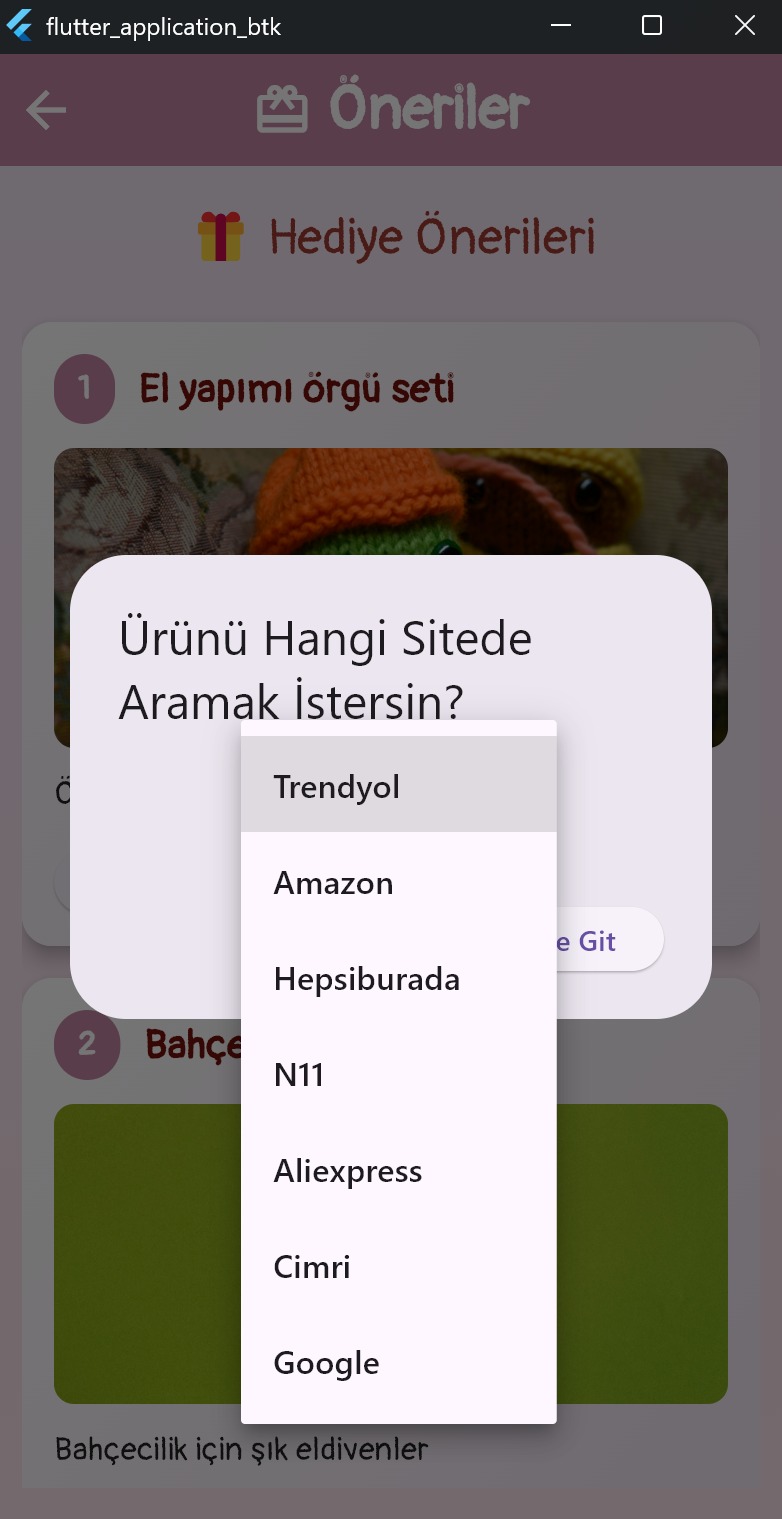 flutter_application_btk
Öneriler
Hediye Önerileri
1
El yapımı örgü seti
Ürünü Hangi Sitede
Aramak İstersin?
Trendyol
Amazon
Hepsiburada
N11
Aliexpress
Cimri
Google
Git
2
Bahçecilik için şık eldivenler